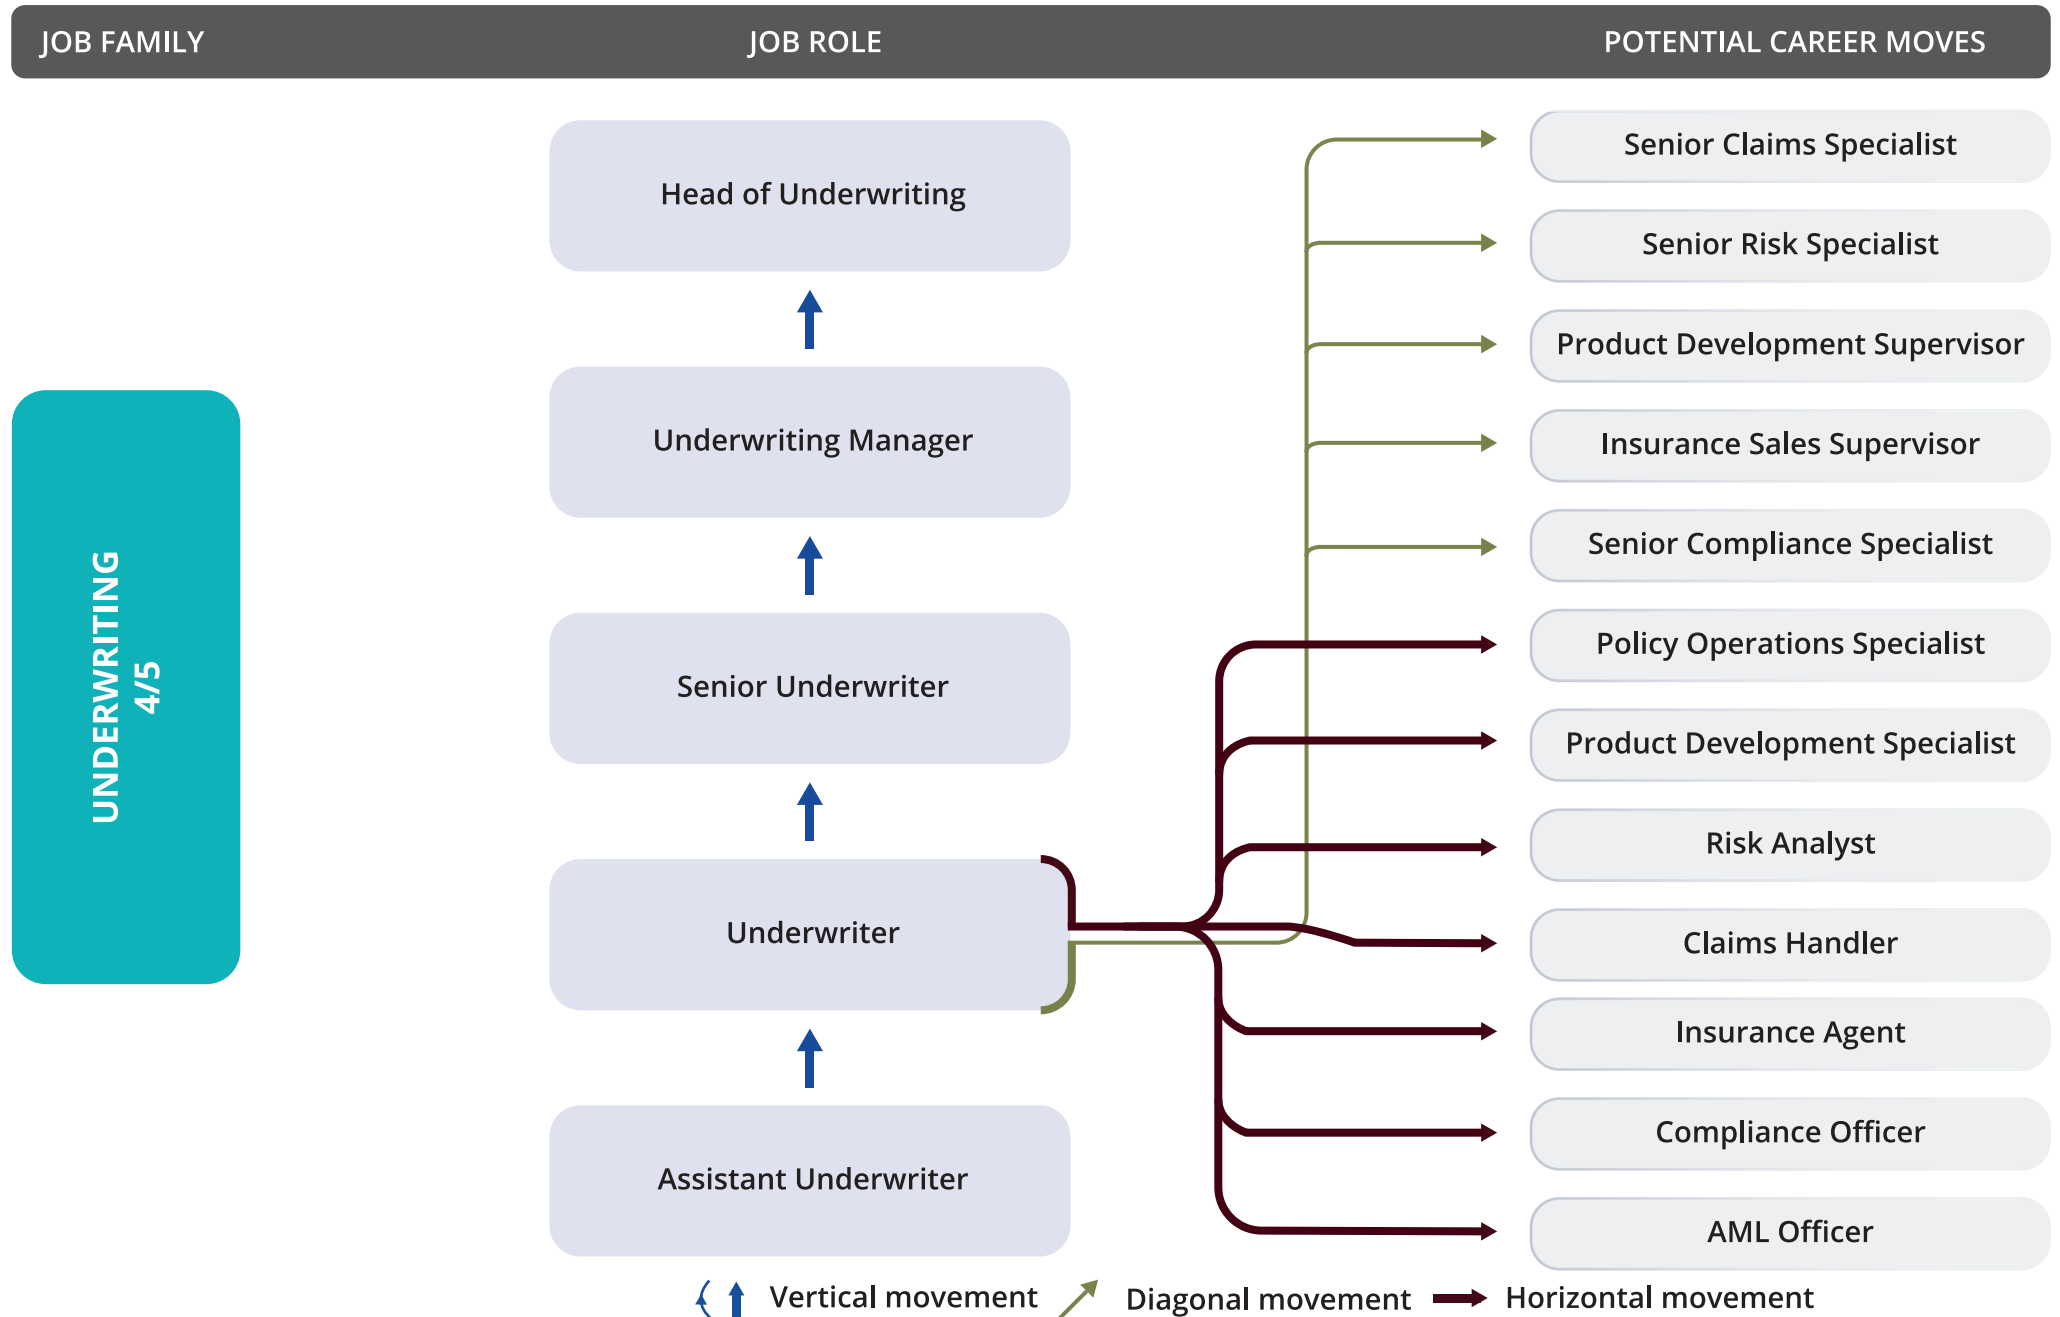 JOB FAMILY
JOB ROLE
POTENTIAL CAREER MOVES
UNDERWRITING
4/5
Head of Underwriting
Underwriting Manager
Senior Underwriter
Underwriter
Assistant Underwriter
Senior Claims Specialist
Senior Risk Specialist
Product Development Supervisor
Insurance Sales Supervisor
Senior Compliance Specialist
Policy Operations Specialist
Product Development Specialist
Risk Analyst
Claims Handler
Insurance Agent
Compliance Officer
AML Officer
Vertical movement
Diagonal movement
Horizontal movement